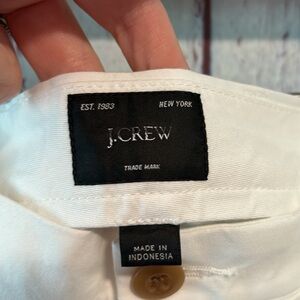 EST. 1983 NEW YORK
J.CREW
TRADE MARK
MADE IN
INDONESIA